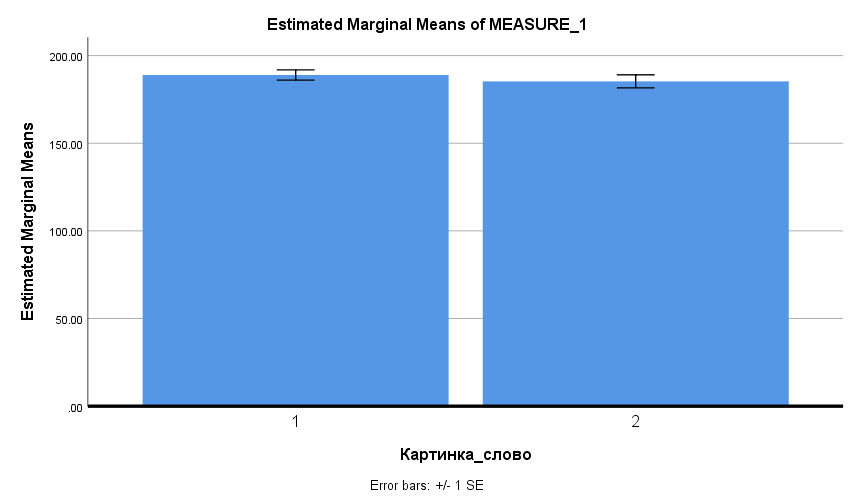 Estimated Marginal Means of MEASURE_1
Estimated Marginal Means
200.00
150.00
100.00
50.00
.00
1 2
Картинка_слово
Error bars: +/- 1 SE